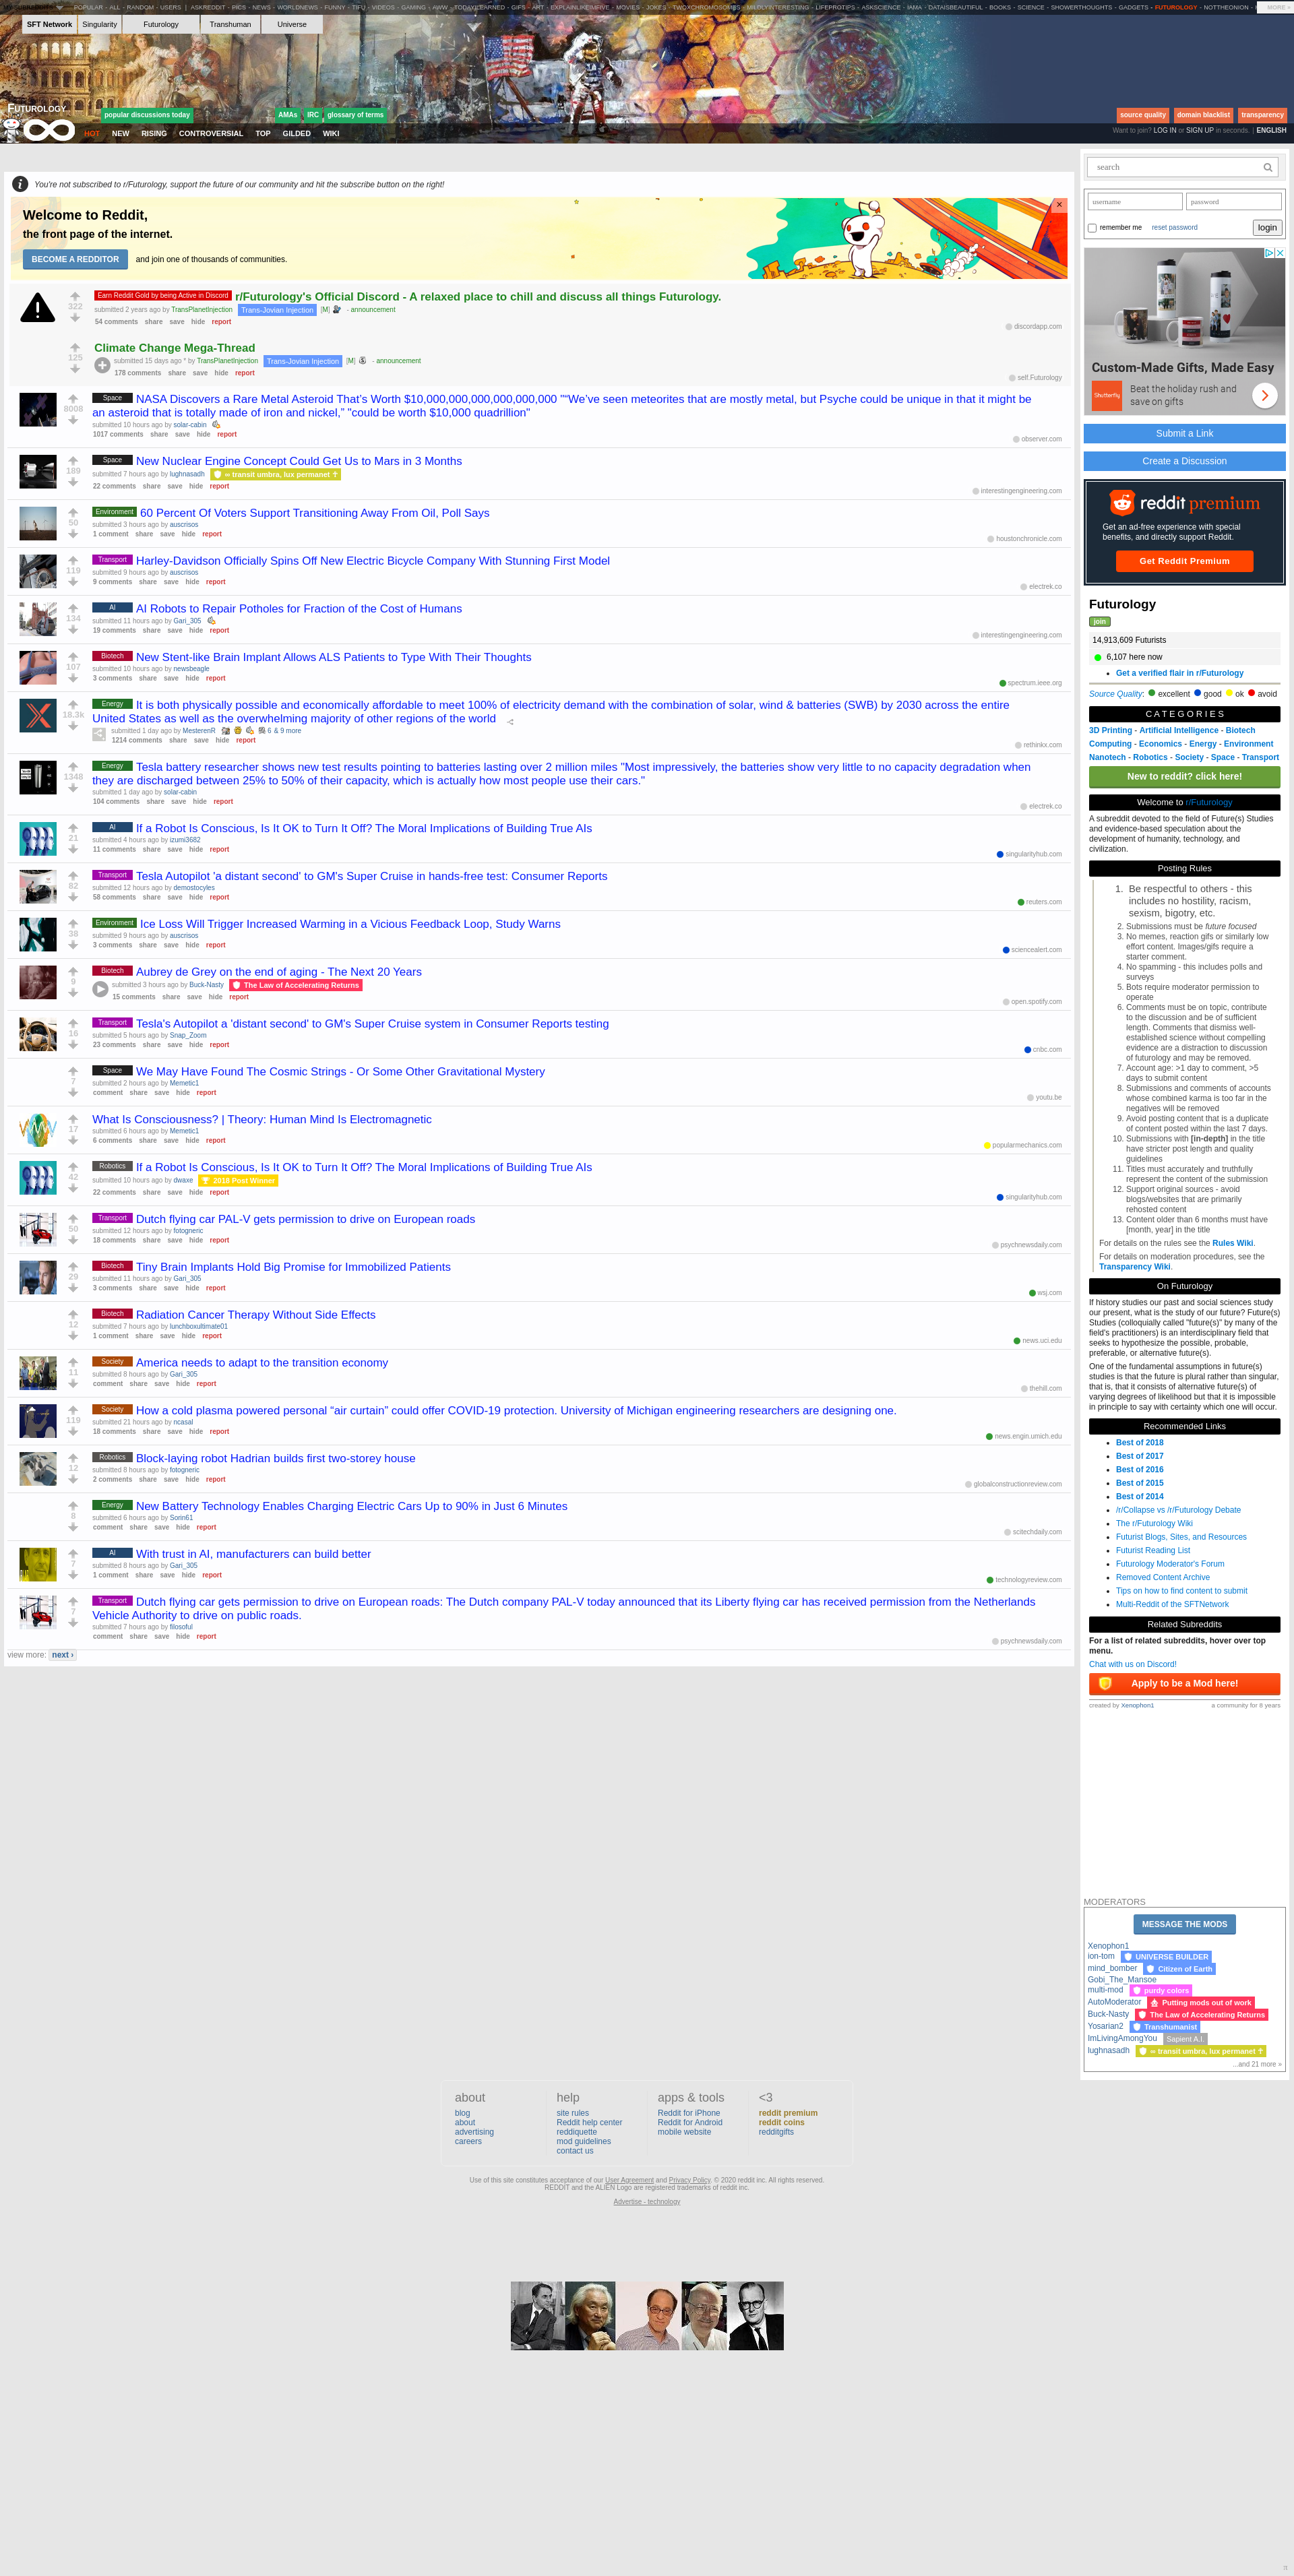 POPULAR - ALL - RANDOM - USERS | ASKREDDIT - PICS - NEWS - WORLDNEWS - FUNNY - TIFU - VIDEOS - GAMING - AWW - TODAYILEARNED - GIFS - ART - EXPLAINLIKEIMFIVE - MOVIES - JOKES - TWOXCHROMOSOMES - MILDLYINTERESTING - LIFEPROTIPS - ASKSCIENCE - IAMA - DATAISBEAUTIFUL - BOOKS - SCIENCE - SHOWERTHOUGHTS - GADGETS - FUTUROLOGY - NOTTHEONION - MORE »
SFT Network Singularity Futurology Transhuman Universe
FUTUROLOGY
popular discussions today AMAs IRC glossary of terms source quality domain blacklist transparency
HOT NEW RISING CONTROVERSIAL TOP GILDED WIKI
Want to join? LOG IN or SIGN UP in seconds. | ENGLISH
You're not subscribed to r/Futurology, support the future of our community and hit the subscribe button on the right!
Welcome to Reddit,
the front page of the internet.
BECOME A REDDITOR and join one of thousands of communities.
×
322
Earn Reddit Gold by being Active in Discord r/Futurology's Official Discord - A relaxed place to chill and discuss all things Futurology.
submitted 2 years ago by TransPlanetInjection Trans-Jovian Injection [M] - announcement
54 comments share save hide report
discordapp.com
125
Climate Change Mega-Thread
submitted 15 days ago * by TransPlanetInjection Trans-Jovian Injection [M] - announcement
178 comments share save hide report
self.Futurology
8008
Space NASA Discovers a Rare Metal Asteroid That's Worth $10,000,000,000,000,000,000 "“We've seen meteorites that are mostly metal, but Psyche could be unique in that it might be
an asteroid that is totally made of iron and nickel,” "could be worth $10,000 quadrillion"
submitted 10 hours ago by solar-cabin
1017 comments share save hide report
observer.com
189
Space New Nuclear Engine Concept Could Get Us to Mars in 3 Months
submitted 7 hours ago by lughnasadh ∞ transit umbra, lux permanet ☥
22 comments share save hide report
interestingengineering.com
50
Environment 60 Percent Of Voters Support Transitioning Away From Oil, Poll Says
submitted 3 hours ago by auscrisos
1 comment share save hide report
houstonchronicle.com
119
Transport Harley-Davidson Officially Spins Off New Electric Bicycle Company With Stunning First Model
submitted 9 hours ago by auscrisos
9 comments share save hide report
electrek.co
134
AI AI Robots to Repair Potholes for Fraction of the Cost of Humans
submitted 11 hours ago by Gari_305
19 comments share save hide report
interestingengineering.com
107
Biotech New Stent-like Brain Implant Allows ALS Patients to Type With Their Thoughts
submitted 10 hours ago by newsbeagle
3 comments share save hide report
spectrum.ieee.org
18.3k
Energy It is both physically possible and economically affordable to meet 100% of electricity demand with the combination of solar, wind & batteries (SWB) by 2030 across the entire
United States as well as the overwhelming majority of other regions of the world
submitted 1 day ago by MesterenR 6 & 9 more
1214 comments share save hide report
rethinkx.com
1348
Energy Tesla battery researcher shows new test results pointing to batteries lasting over 2 million miles "Most impressively, the batteries show very little to no capacity degradation when
they are discharged between 25% to 50% of their capacity, which is actually how most people use their cars."
submitted 1 day ago by solar-cabin
104 comments share save hide report
electrek.co
21
AI If a Robot Is Conscious, Is It OK to Turn It Off? The Moral Implications of Building True AIs
submitted 4 hours ago by izumi3682
11 comments share save hide report
singularityhub.com
82
Transport Tesla Autopilot 'a distant second' to GM's Super Cruise in hands-free test: Consumer Reports
submitted 12 hours ago by demostocyles
58 comments share save hide report
reuters.com
38
Environment Ice Loss Will Trigger Increased Warming in a Vicious Feedback Loop, Study Warns
submitted 9 hours ago by auscrisos
3 comments share save hide report
sciencealert.com
9
Biotech Aubrey de Grey on the end of aging - The Next 20 Years
submitted 3 hours ago by Buck-Nasty The Law of Accelerating Returns
15 comments share save hide report
open.spotify.com
16
Transport Tesla's Autopilot a 'distant second' to GM's Super Cruise system in Consumer Reports testing
submitted 5 hours ago by Snap_Zoom
23 comments share save hide report
cnbc.com
7
Space We May Have Found The Cosmic Strings - Or Some Other Gravitational Mystery
submitted 2 hours ago by Memetic1
comment share save hide report
youtu.be
17
What Is Consciousness? | Theory: Human Mind Is Electromagnetic
submitted 6 hours ago by Memetic1
6 comments share save hide report
popularmechanics.com
42
Robotics If a Robot Is Conscious, Is It OK to Turn It Off? The Moral Implications of Building True AIs
submitted 10 hours ago by dwaxe 2018 Post Winner
22 comments share save hide report
singularityhub.com
50
Transport Dutch flying car PAL-V gets permission to drive on European roads
submitted 12 hours ago by fotogneric
18 comments share save hide report
psychnewsdaily.com
29
Biotech Tiny Brain Implants Hold Big Promise for Immobilized Patients
submitted 11 hours ago by Gari_305
3 comments share save hide report
wsj.com
12
Biotech Radiation Cancer Therapy Without Side Effects
submitted 7 hours ago by lunchboxultimate01
1 comment share save hide report
news.uci.edu
11
Society America needs to adapt to the transition economy
submitted 8 hours ago by Gari_305
comment share save hide report
thehill.com
119
Society How a cold plasma powered personal “air curtain” could offer COVID-19 protection. University of Michigan engineering researchers are designing one.
submitted 21 hours ago by ncasal
18 comments share save hide report
news.engin.umich.edu
12
Robotics Block-laying robot Hadrian builds first two-storey house
submitted 8 hours ago by fotogneric
2 comments share save hide report
globalconstructionreview.com
8
Energy New Battery Technology Enables Charging Electric Cars Up to 90% in Just 6 Minutes
submitted 6 hours ago by Sorin61
comment share save hide report
scitechdaily.com
7
AI With trust in AI, manufacturers can build better
submitted 8 hours ago by Gari_305
1 comment share save hide report
technologyreview.com
7
Transport Dutch flying car gets permission to drive on European roads: The Dutch company PAL-V today announced that its Liberty flying car has received permission from the Netherlands
Vehicle Authority to drive on public roads.
submitted 7 hours ago by filosoful
comment share save hide report
psychnewsdaily.com
view more: next ›
search
username password
remember me reset password login
Custom-Made Gifts, Made Easy
Shutterfly Beat the holiday rush and
save on gifts
Submit a Link
Create a Discussion
reddit premium
Get an ad-free experience with special
benefits, and directly support Reddit.
Get Reddit Premium
Futurology
join
14,913,609 Futurists
6,107 here now
Get a verified flair in r/Futurology
Source Quality: excellent good ok avoid
CATEGORIES
3D Printing - Artificial Intelligence - Biotech
Computing - Economics - Energy - Environment
Nanotech - Robotics - Society - Space - Transport
New to reddit? click here!
Welcome to r/Futurology
A subreddit devoted to the field of Future(s) Studies
and evidence-based speculation about the
development of humanity, technology, and
civilization.
Posting Rules
1. Be respectful to others - this
includes no hostility, racism,
sexism, bigotry, etc.
2. Submissions must be future focused
3. No memes, reaction gifs or similarly low
effort content. Images/gifs require a
starter comment.
4. No spamming - this includes polls and
surveys
5. Bots require moderator permission to
operate
6. Comments must be on topic, contribute
to the discussion and be of sufficient
length. Comments that dismiss well-
established science without compelling
evidence are a distraction to discussion
of futurology and may be removed.
7. Account age: >1 day to comment, >5
days to submit content
8. Submissions and comments of accounts
whose combined karma is too far in the
negatives will be removed
9. Avoid posting content that is a duplicate
of content posted within the last 7 days.
10. Submissions with [in-depth] in the title
have stricter post length and quality
guidelines
11. Titles must accurately and truthfully
represent the content of the submission
12. Support original sources - avoid
blogs/websites that are primarily
rehosted content
13. Content older than 6 months must have
[month, year] in the title
For details on the rules see the Rules Wiki.
For details on moderation procedures, see the
Transparency Wiki.
On Futurology
If history studies our past and social sciences study
our present, what is the study of our future? Future(s)
Studies (colloquially called "future(s)" by many of the
field's practitioners) is an interdisciplinary field that
seeks to hypothesize the possible, probable,
preferable, or alternative future(s).
One of the fundamental assumptions in future(s)
studies is that the future is plural rather than singular,
that is, that it consists of alternative future(s) of
varying degrees of likelihood but that it is impossible
in principle to say with certainty which one will occur.
Recommended Links
Best of 2018
Best of 2017
Best of 2016
Best of 2015
Best of 2014
/r/Collapse vs /r/Futurology Debate
The r/Futurology Wiki
Futurist Blogs, Sites, and Resources
Futurist Reading List
Futurology Moderator's Forum
Removed Content Archive
Tips on how to find content to submit
Multi-Reddit of the SFTNetwork
Related Subreddits
For a list of related subreddits, hover over top
menu.
Chat with us on Discord!
Apply to be a Mod here!
created by Xenophon1 a community for 8 years
MODERATORS
MESSAGE THE MODS
Xenophon1
ion-tom UNIVERSE BUILDER
mind_bomber Citizen of Earth
Gobi_The_Mansoe
multi-mod purdy colors
AutoModerator Putting mods out of work
Buck-Nasty The Law of Accelerating Returns
Yosarian2 Transhumanist
ImLivingAmongYou Sapient A.I.
lughnasadh ∞ transit umbra, lux permanet ☥
...and 21 more »
about
blog
about
advertising
careers
help
site rules
Reddit help center
reddiquette
mod guidelines
contact us
apps & tools
Reddit for iPhone
Reddit for Android
mobile website
<3
reddit premium
reddit coins
redditgifts
Use of this site constitutes acceptance of our User Agreement and Privacy Policy. © 2020 reddit inc. All rights reserved.
REDDIT and the ALIEN Logo are registered trademarks of reddit inc.
Advertise - technology
π